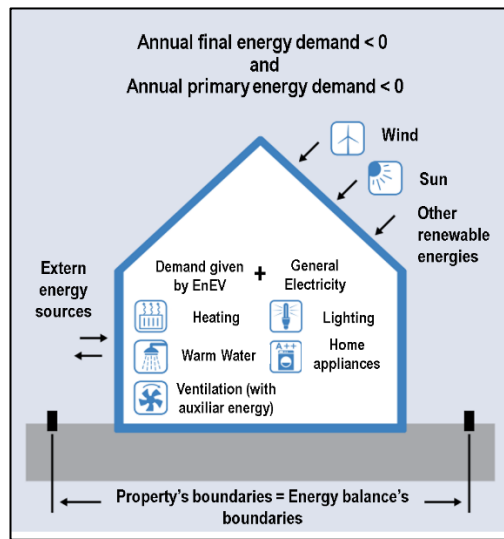 Annual final energy demand < 0
and
Annual primary energy demand < 0
Wind
Sun
Other
renewable
energies
Extern
energy
sources
Demand given
by EnEV
+
General
Electricity
Heating
Lighting
Warm Water
A++
Home
appliances
Ventilation (with
auxiliar energy)
Property's boundaries = Energy balance's
boundaries